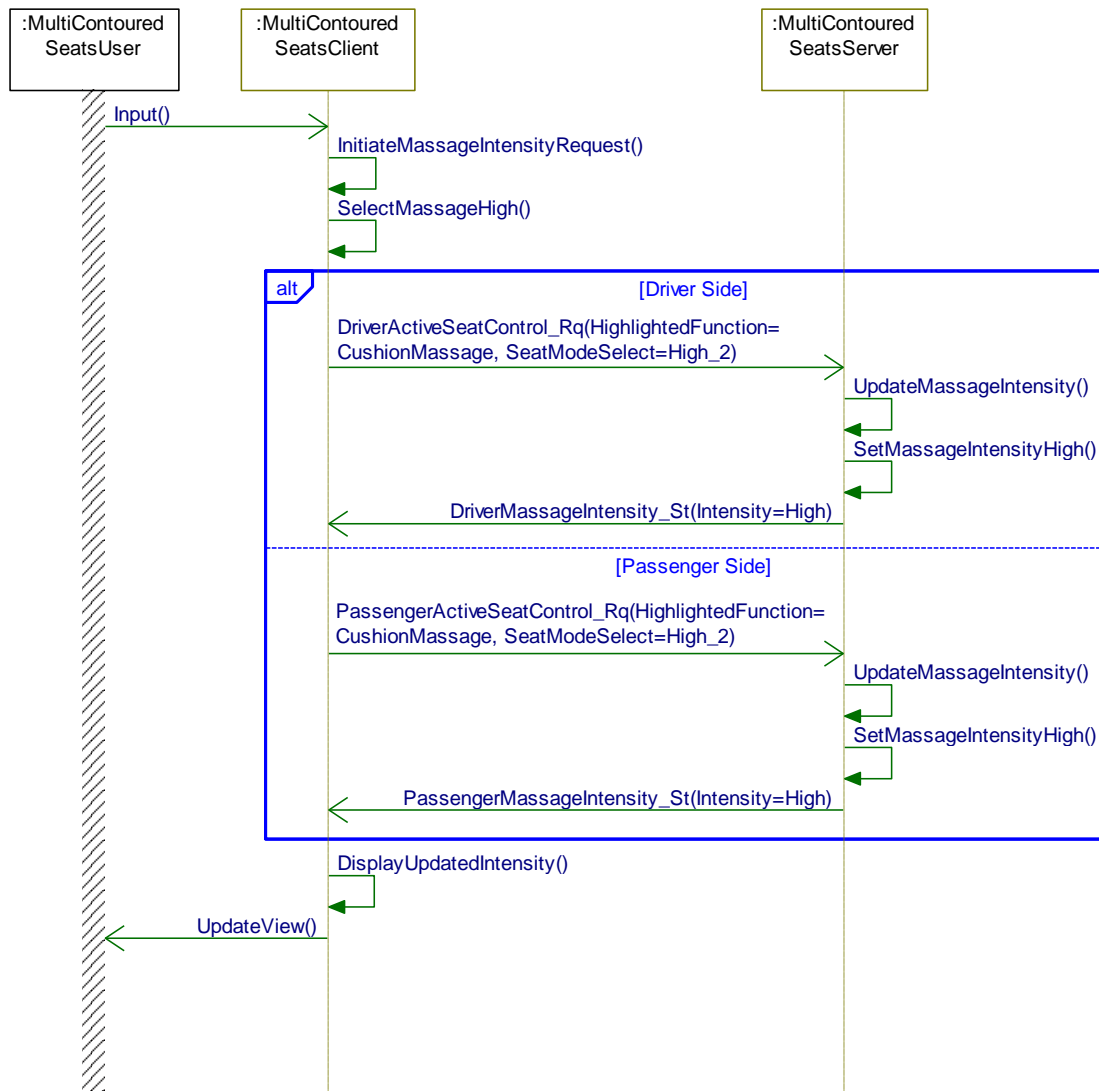 :MultiContoured
SeatsUser
:MultiContoured
SeatsClient
:MultiContoured
SeatsServer
Input()
InitiateMassageIntensityRequest()
SelectMassageHigh()
alt
[Driver Side]
DriverActiveSeatControl_Rq(HighlightedFunction=
CushionMassage, SeatModeSelect=High_2)
UpdateMassageIntensity()
SetMassageIntensityHigh()
DriverMassageIntensity_St(Intensity=High)
[Passenger Side]
PassengerActiveSeatControl_Rq(HighlightedFunction=
CushionMassage, SeatModeSelect=High_2)
UpdateMassageIntensity()
SetMassageIntensityHigh()
PassengerMassageIntensity_St(Intensity=High)
DisplayUpdatedIntensity()
UpdateView()